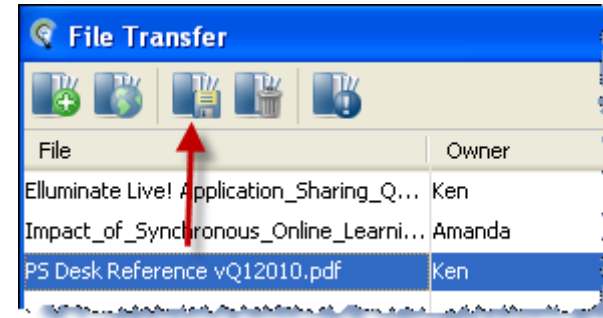 File Transfer
File Owner
Elluminate Live! Application_Sharing_Q... Ken
Impact_of_Synchronous_Online_Learni... Amanda
PS Desk Reference vQ12010.pdf Ken